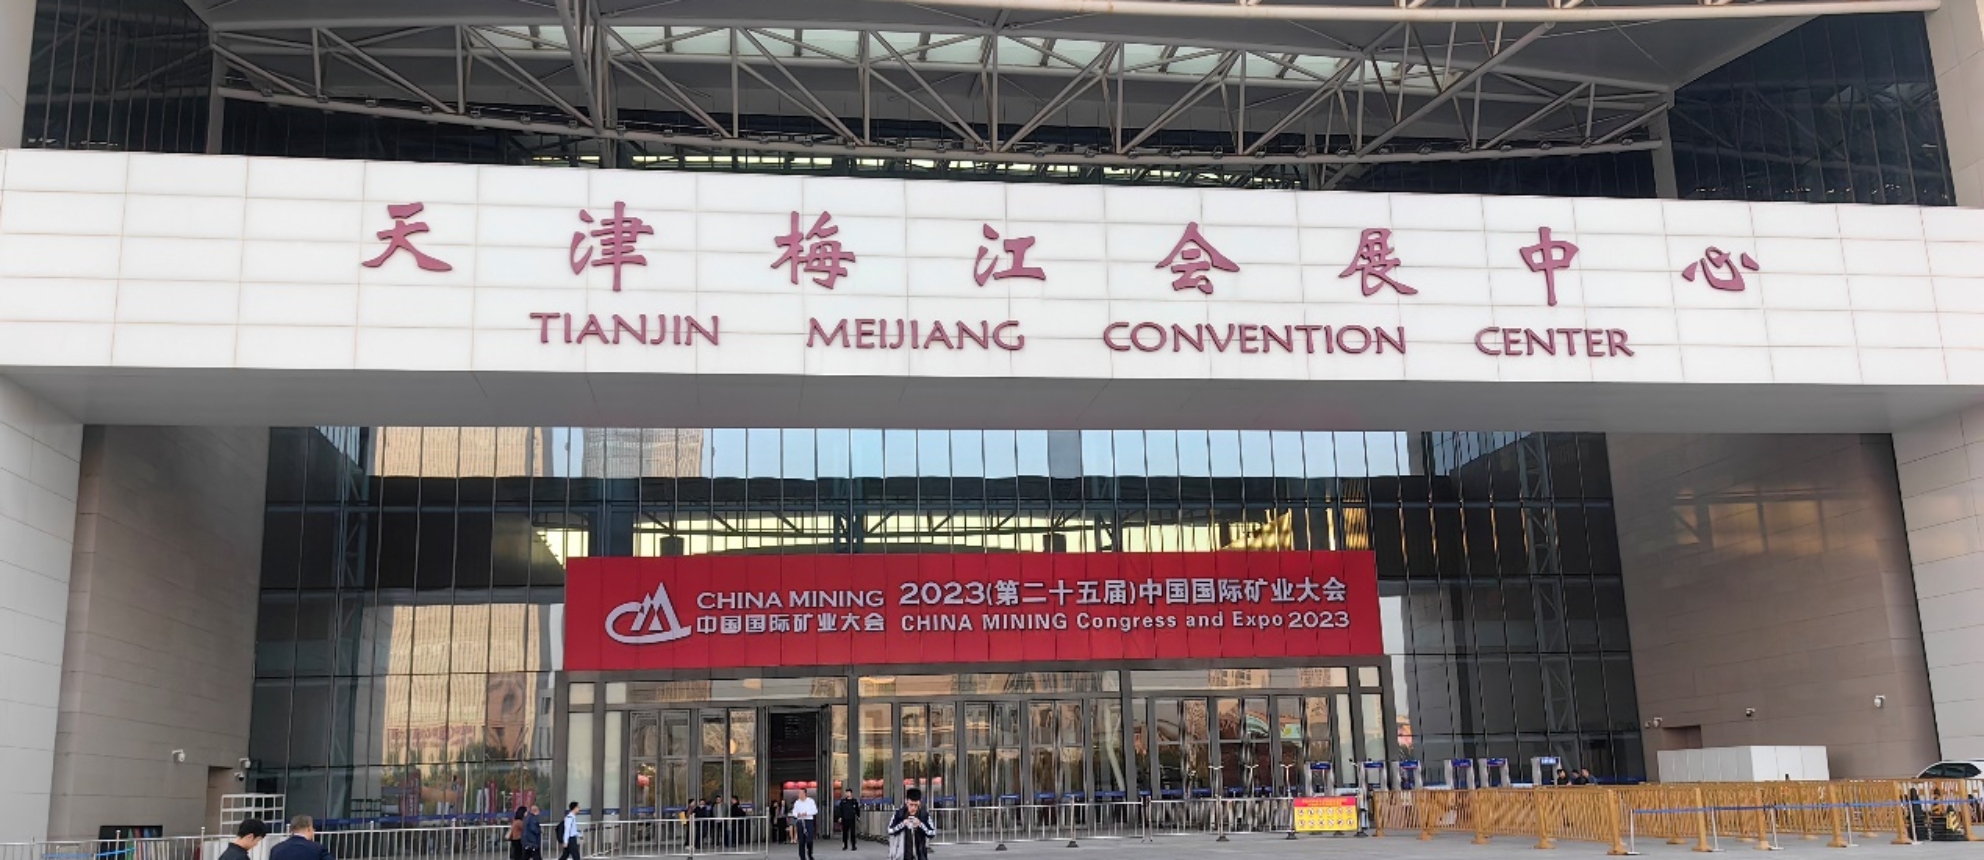 天津梅江会展中心
TIANJIN MEIJIANG CONVENTION CENTER
CHINA MINING
中国国际矿业大会
2023(第二十五届)中国国际矿业大会
CHINA MINING Congress and Expo 2023